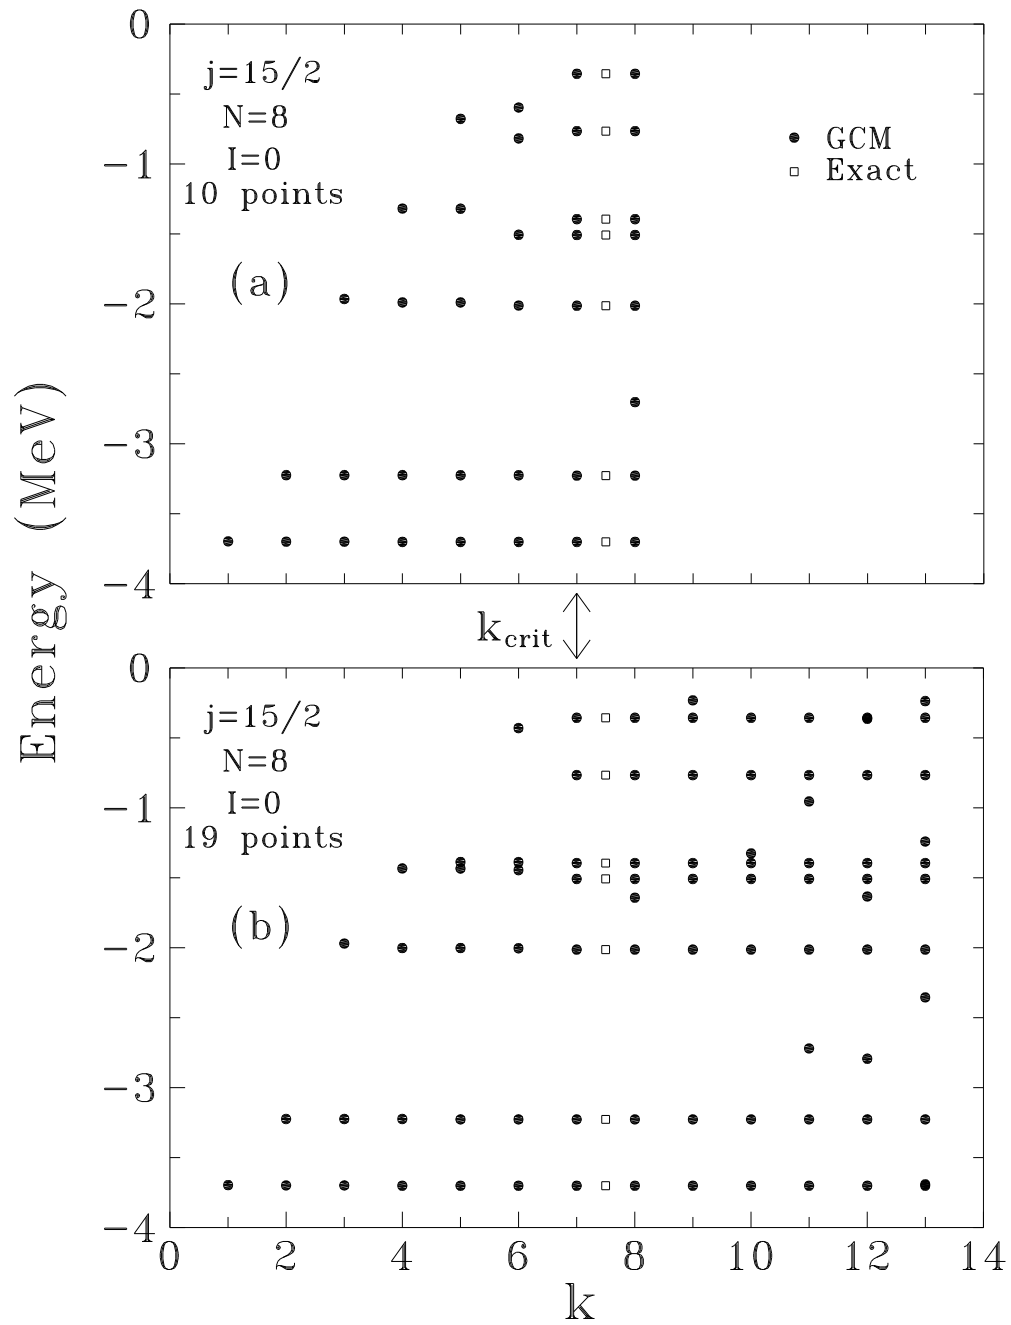 0
j=15/2
N=8
GCM
−1
I=0
Exact
10 points
(a)
−2
−3
−4
Energy (MeV)
kcrit
0
j=15/2
N=8
−1
I=0
19 points
(b)
−2
−3
−4
0 2 4 6 8 10 12 14
k